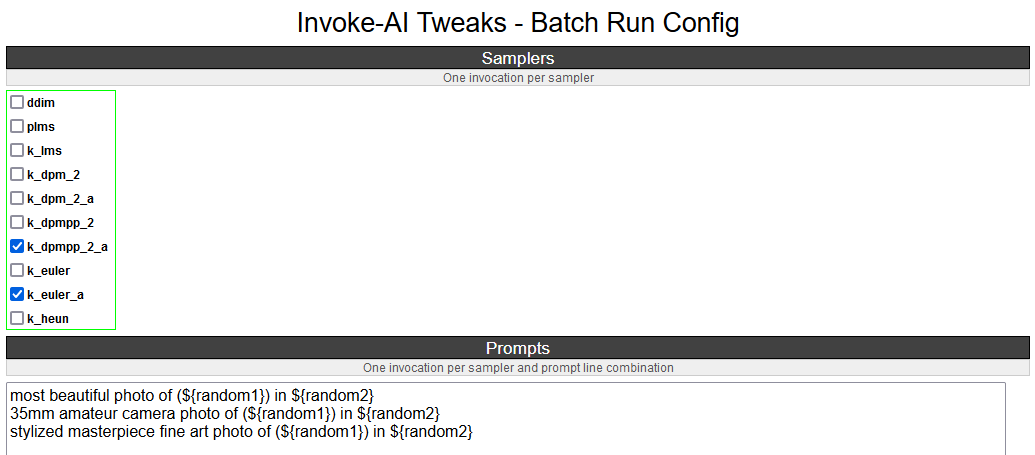 Invoke-AI Tweaks - Batch Run Config
Samplers
One invocation per sampler
ddim
plms
k_lms
k_dpm_2
k_dpm_2_a
k_dpmpp_2
k_dpmpp_2_a
k_euler
k_euler_a
k_heun
Prompts
One invocation per sampler and prompt line combination
most beautiful photo of (${random1}) in ${random2}
35mm amateur camera photo of (${random1}) in ${random2}
stylized masterpiece fine art photo of (${random1}) in ${random2}